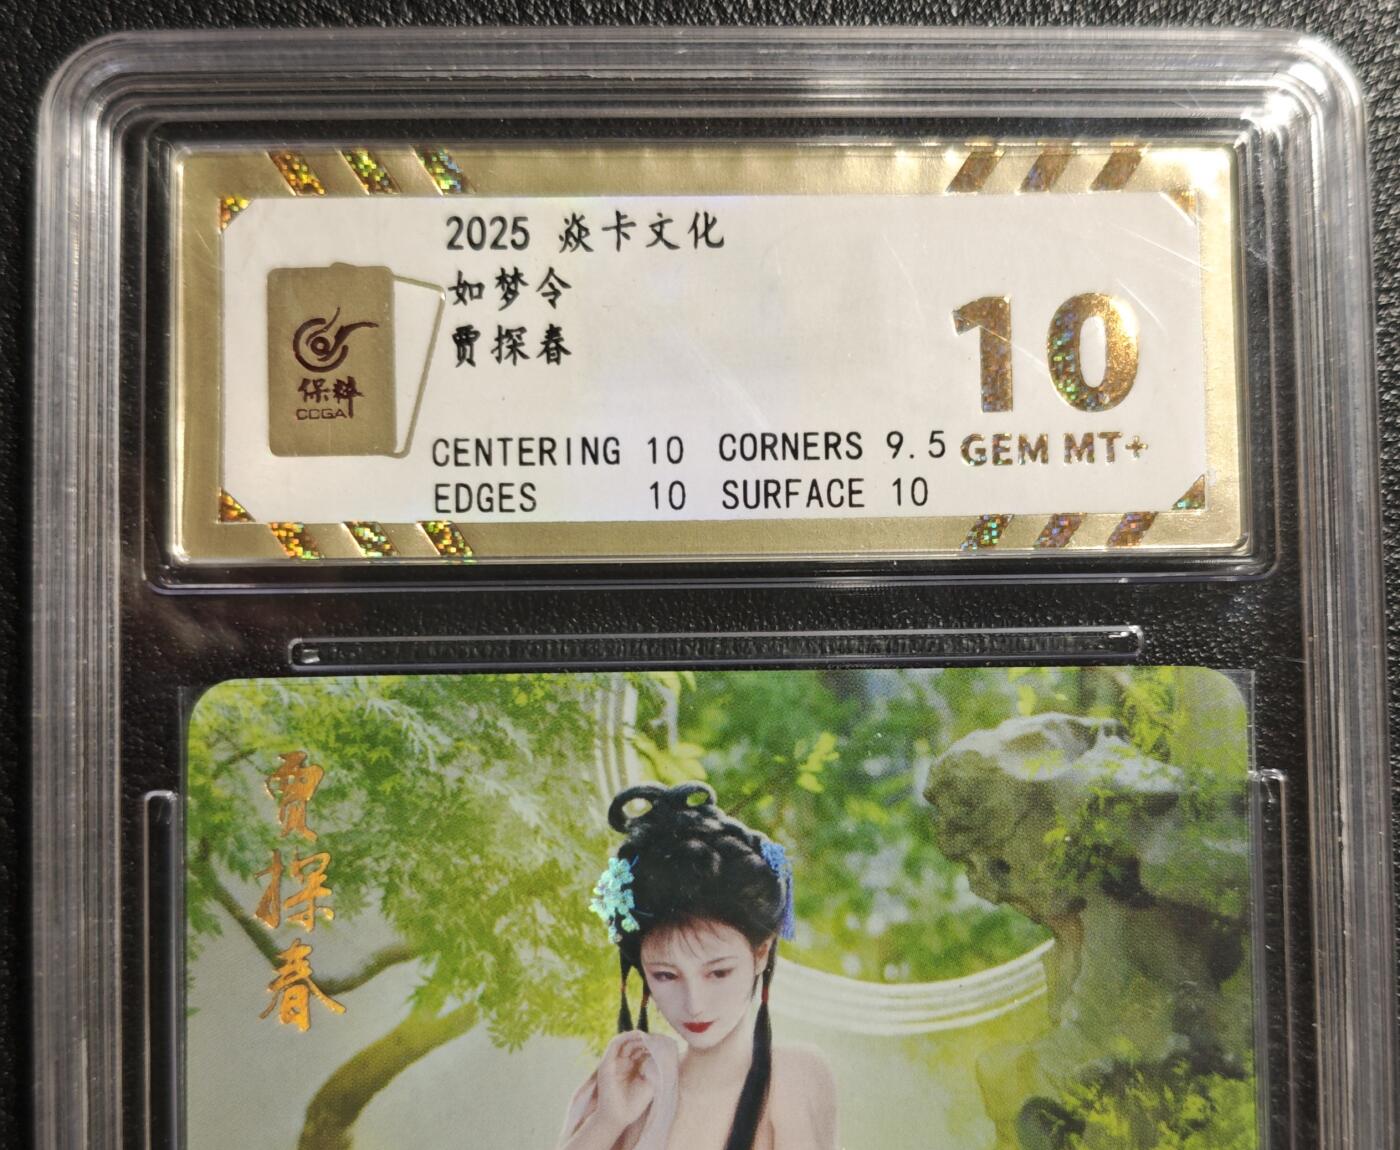 2025 焱卡文化
如梦令
贾探春
保粹
CCGA
10
GEM MT+
CENTERING 10 CORNERS 9.5
EDGES 10 SURFACE 10
贾探春